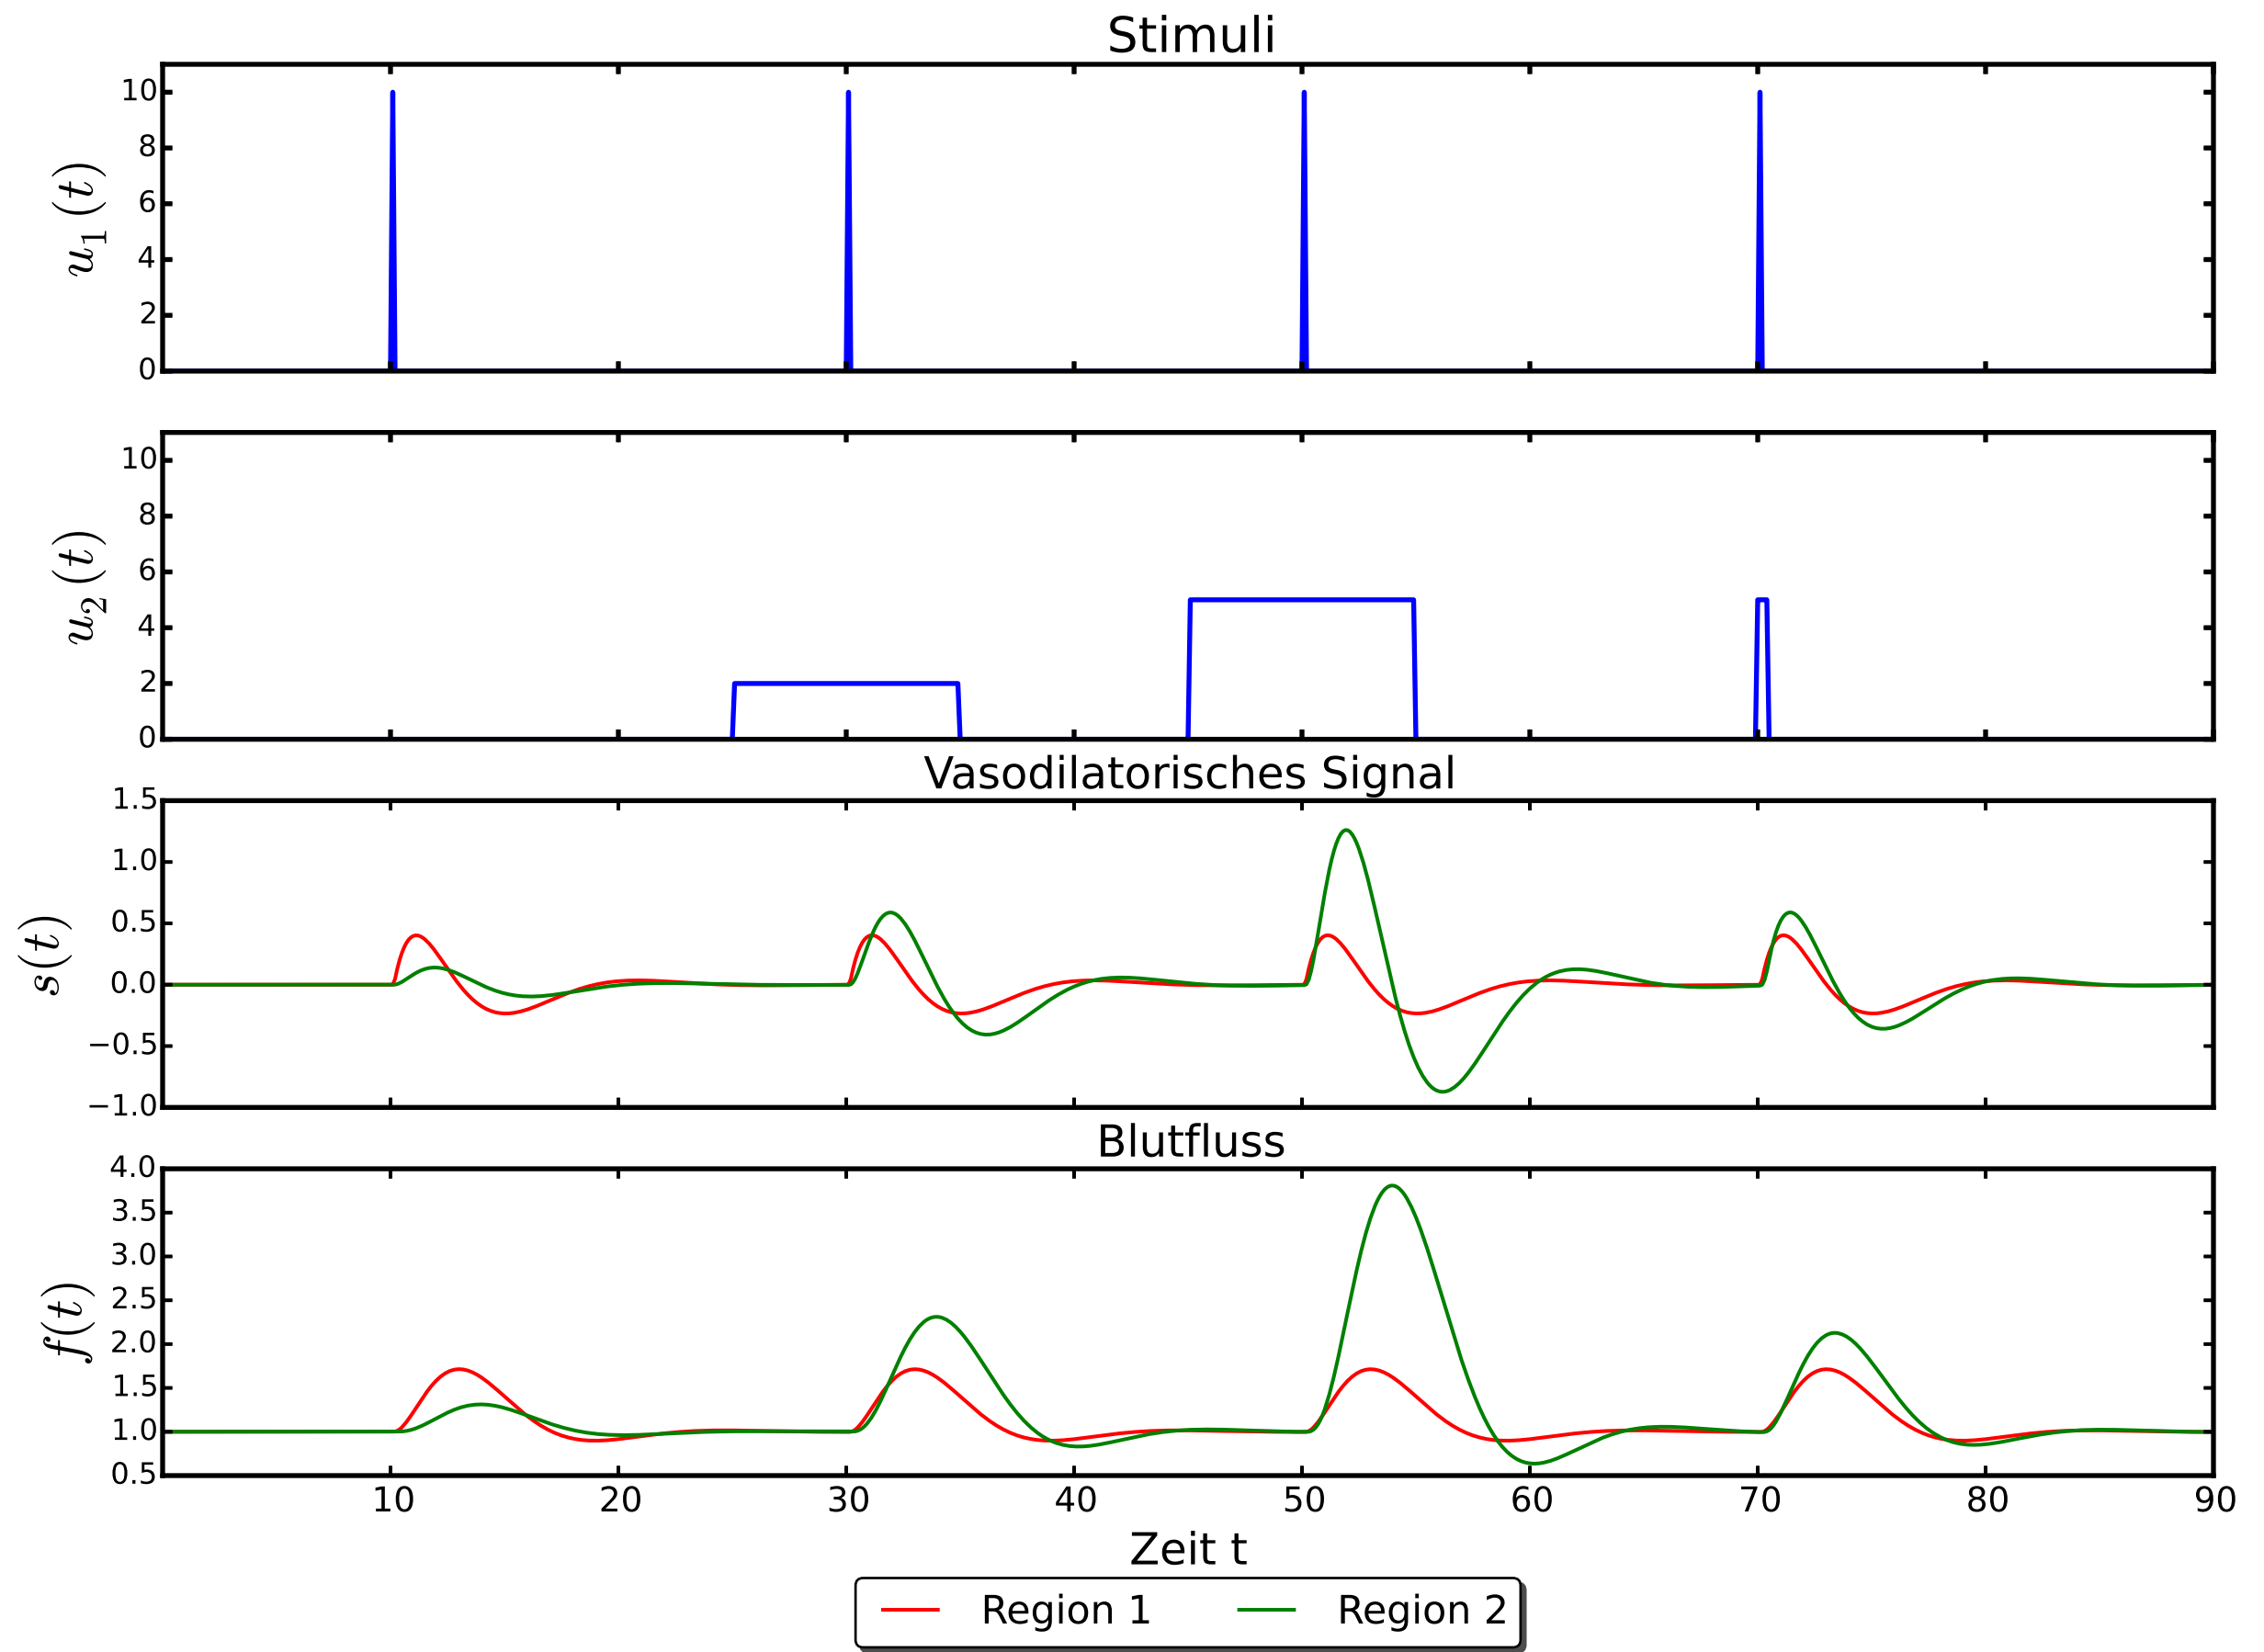 Stimuli
10
8
6
4
2
0
u1(t)
10
8
6
4
2
0
u2(t)
Vasodilatorisches Signal
1.5
1.0
0.5
0.0
−0.5
−1.0
s(t)
Blutfluss
4.0
3.5
3.0
2.5
2.0
1.5
1.0
0.5
f(t)
10 20 30 40 50 60 70 80 90
Zeit t
Region 1 Region 2